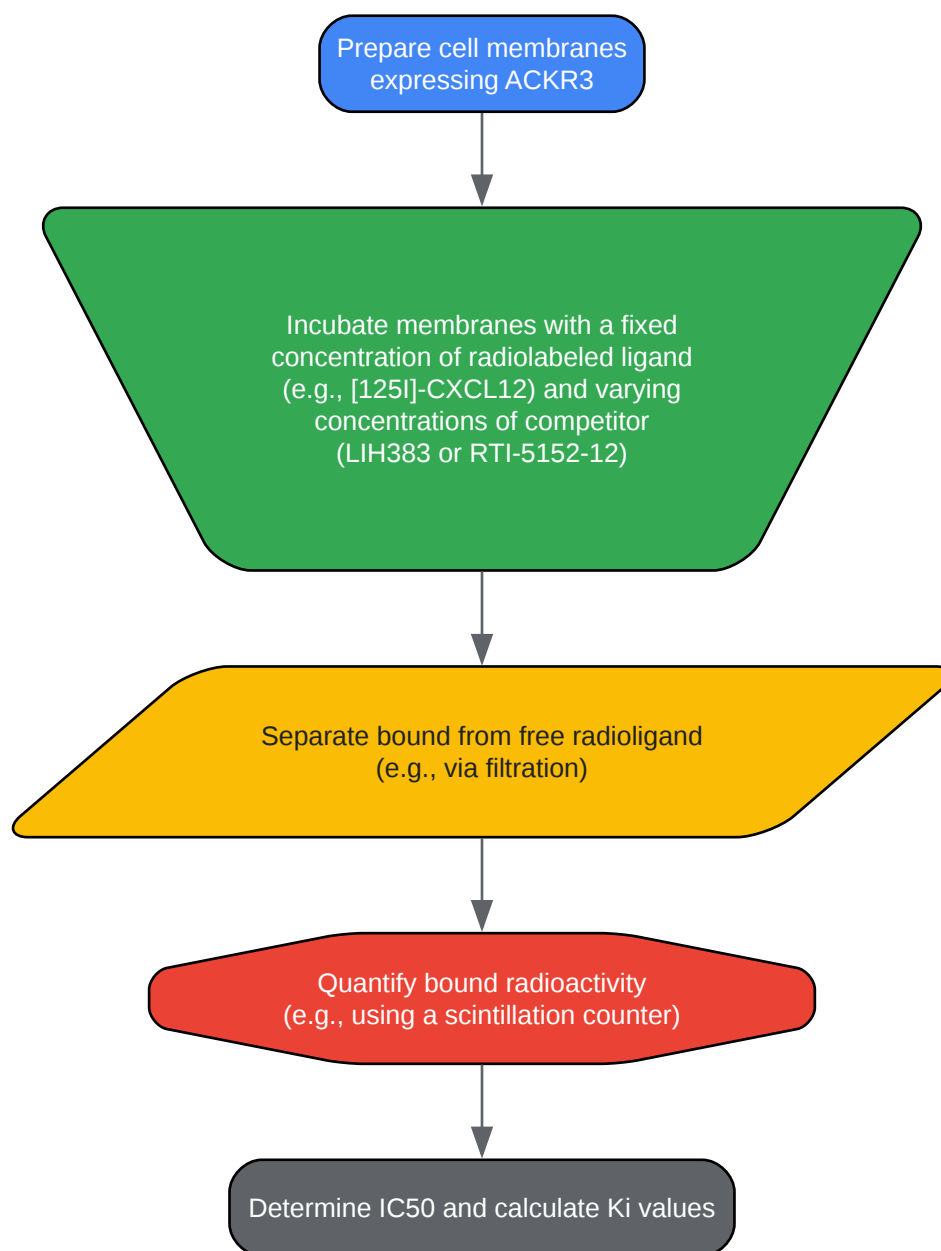 Prepare cell membranes
expressing ACKR3
Incubate membranes with a fixed
concentration of radiolabeled ligand
(e.g., [125I]-CXCL12) and varying
concentrations of competitor
(LIH383 or RTI-5152-12)
Separate bound from free radioligand
(e.g., via filtration)
Quantify bound radioactivity
(e.g., using a scintillation counter)
Determine IC50 and calculate Ki values